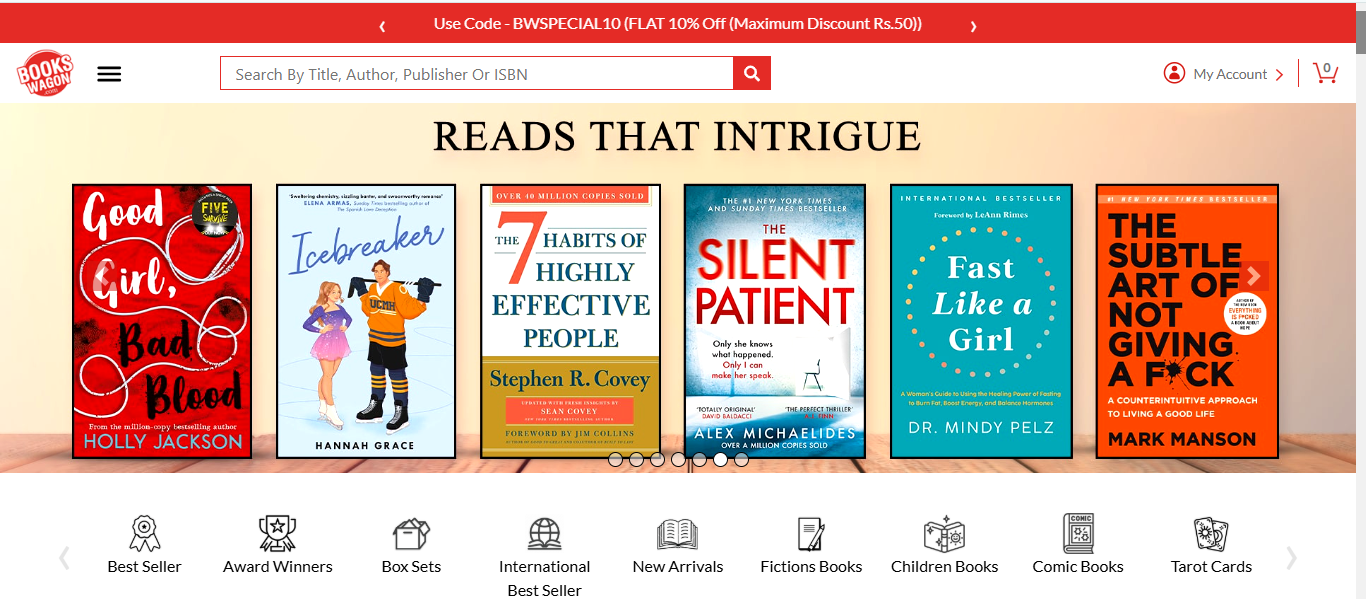 Use Code - BWSPECIAL10 (FLAT 10% Off (Maximum Discount Rs.50))
BOOKS
WAGON
.com
Search By Title, Author, Publisher Or ISBN
My Account
0
READS THAT INTRIGUE
Good
Girl,
Bad
Blood
FIVE
SURVIVE
From the million-copy bestselling author
HOLLY JACKSON
'Sweltering chemistry, sizzling banter, and swoonworthy romance'
ELENA ARMAS, Sunday Times bestselling author of
The Spanish Love Deception
Icebreaker
UCMH
HANNAH GRACE
OVER 40 MILLION COPIES SOLD
THE 7 HABITS OF
HIGHLY
EFFECTIVE
PEOPLE
Stephen R. Covey
UPDATED WITH FRESH INSIGHTS BY
SEAN COVEY
FOREWORD BY JIM COLLINS
THE #1 NEW YORK TIMES
AND SUNDAY TIMES BESTSELLER
THE
SILENT
PATIENT
Only she knows
what happened.
Only I can
make her speak.
'TOTALLY ORIGINAL'
DAVID BALDACCI
'THE PERFECT THRILLER'
ALEX MICHAELIDES
OVER A MILLION COPIES SOLD
INTERNATIONAL BESTSELLER
Foreword by LeAnn Rimes
Fast
Like a
Girl
A Woman's Guide to Using the Healing Power of Fasting
to Burn Fat, Boost Energy, and Balance Hormones
DR. MINDY PELZ
#1 NEW YORK TIMES BESTSELLER
THE
SUBTLE
ART OF
NOT
GIVING
A F*CK
AUTHOR OF
THE NEW BOOK
EVERYTHING
IS F*CKED
A BOOK ABOUT
HOPE
A COUNTERINTUITIVE APPROACH
TO LIVING A GOOD LIFE
MARK MANSON
Best Seller
Award Winners
Box Sets
International
Best Seller
New Arrivals
Fictions Books
Children Books
COMIC
Comic Books
Tarot Cards